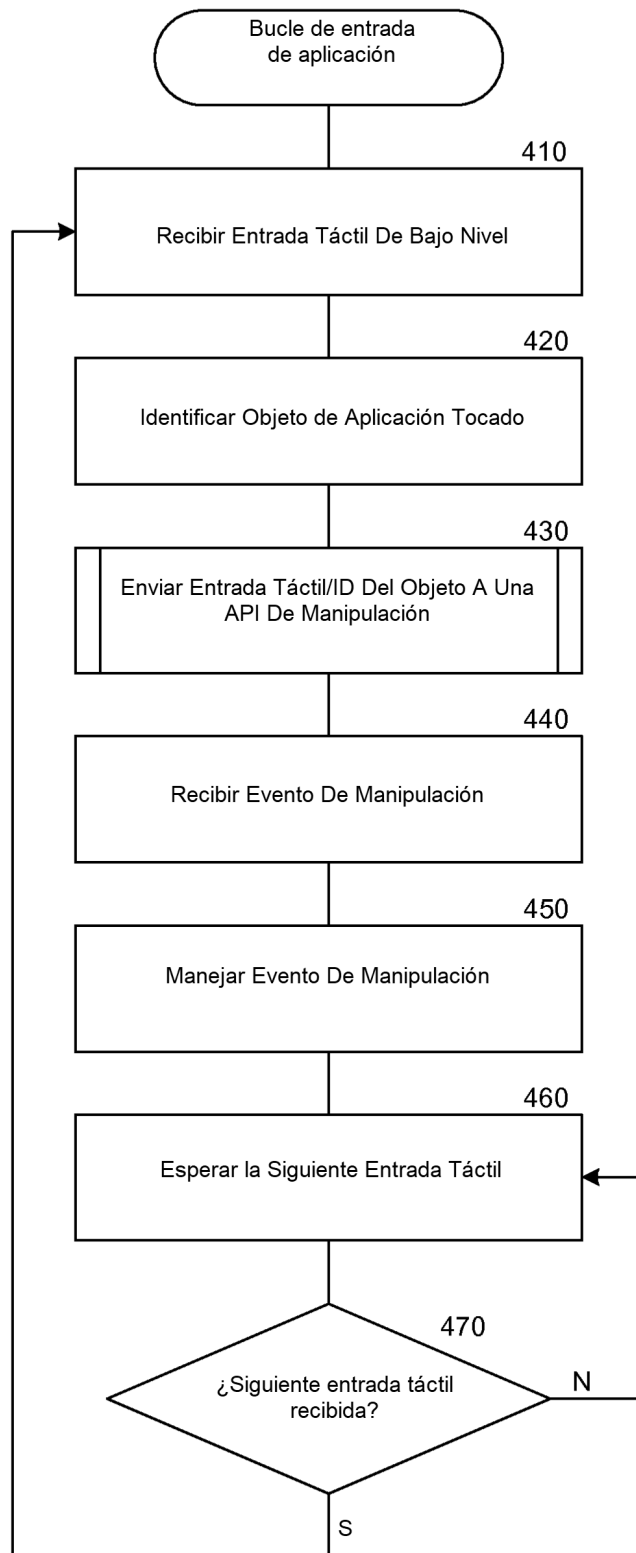 Bucle de entrada
de aplicación
410
Recibir Entrada Táctil De Bajo Nivel
420
Identificar Objeto de Aplicación Tocado
430
Enviar Entrada Táctil/ID Del Objeto A Una
API De Manipulación
440
Recibir Evento De Manipulación
450
Manejar Evento De Manipulación
460
Esperar la Siguiente Entrada Táctil
470
¿Siguiente entrada táctil
recibida?
N
S